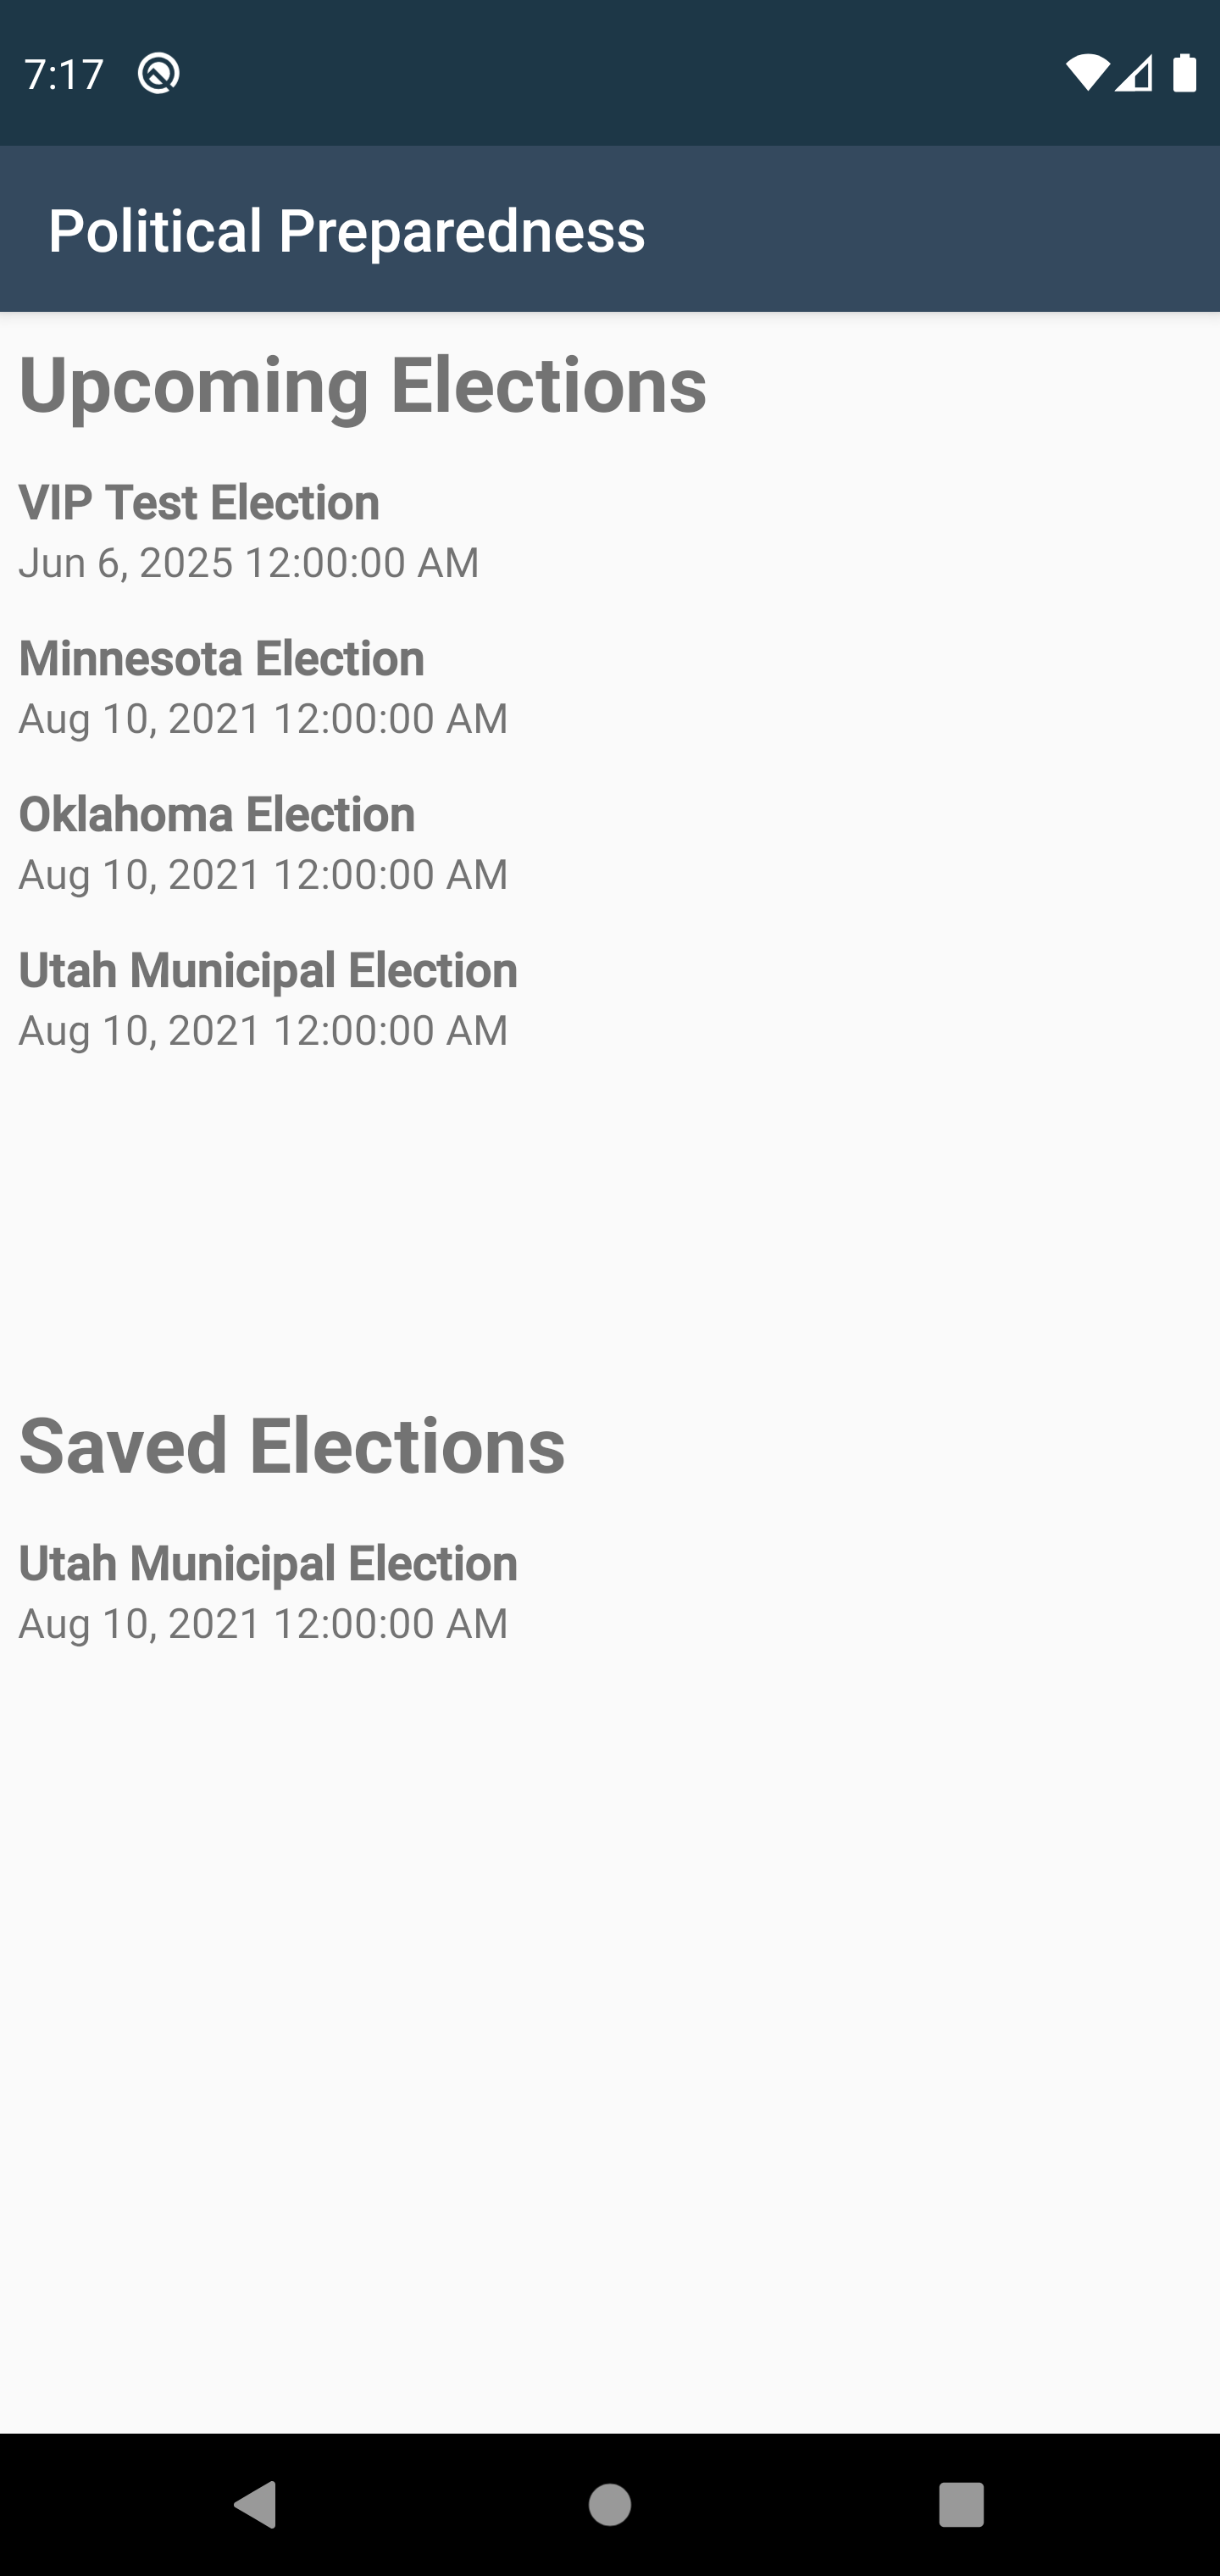 7:17
Political Preparedness
Upcoming Elections
VIP Test Election
Jun 6, 2025 12:00:00 AM
Minnesota Election
Aug 10, 2021 12:00:00 AM
Oklahoma Election
Aug 10, 2021 12:00:00 AM
Utah Municipal Election
Aug 10, 2021 12:00:00 AM
Saved Elections
Utah Municipal Election
Aug 10, 2021 12:00:00 AM